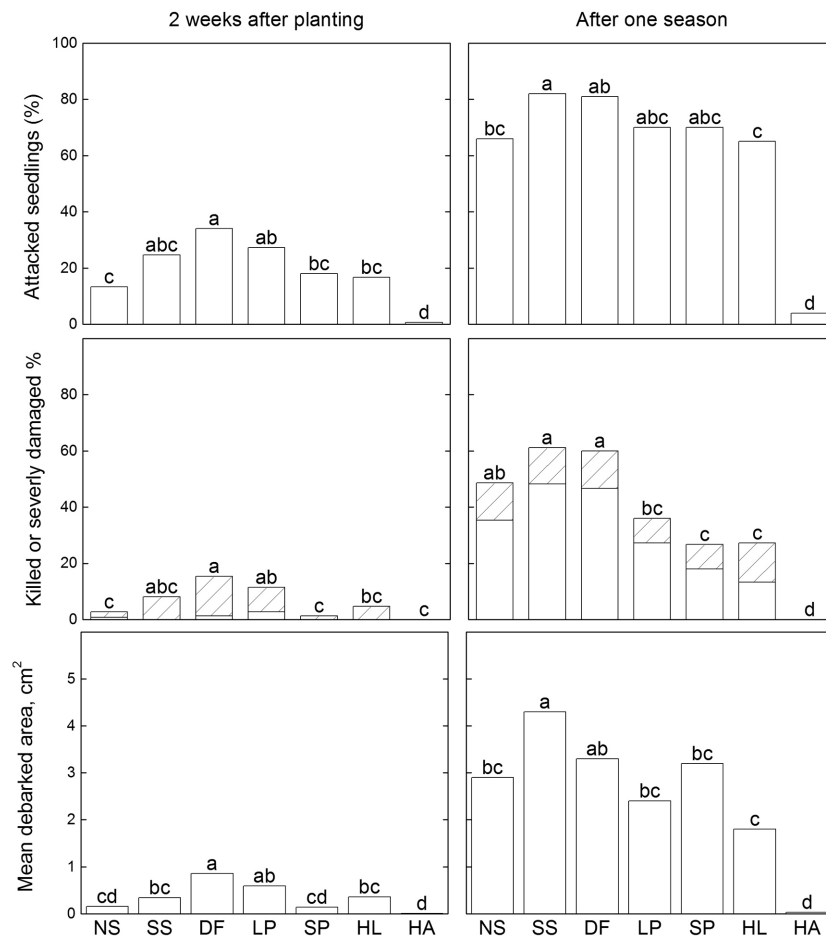 2 weeks after planting
After one season
Attacked seedlings (%)
100
80
60
40
20
0
c
abc
a
ab
bc
bc
d
bc
a
ab
abc
abc
c
d
Killed or severly damaged %
80
60
40
20
0
c
abc
a
ab
c
bc
c
ab
a
a
bc
c
c
d
Mean debarked area, cm²
5
4
3
2
1
0
cd
bc
a
ab
cd
bc
d
bc
a
ab
bc
bc
c
d
NS SS DF LP SP HL HA
NS SS DF LP SP HL HA